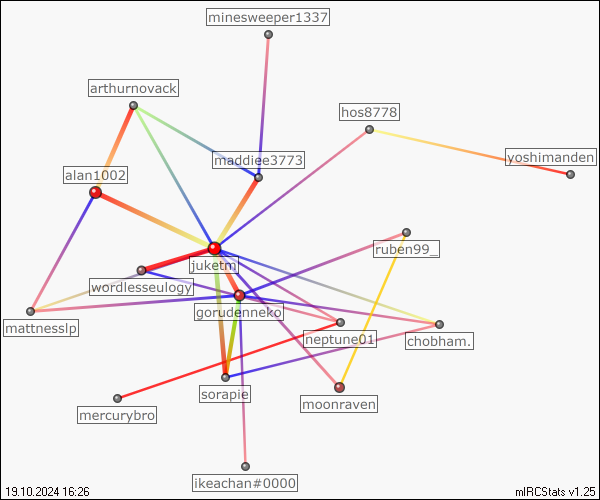 minesweeper1337
arthurnovack
hos8778
yoshimanden
maddiee3773
alan1002
ruben99_
juketm
wordlesseulogy
gorudenneko
mattnesslp
neptune01
chobham.
sorapie
moonraven
mercurybro
ikeachan#0000
19.10.2024 16:26
mIRCStats v1.25